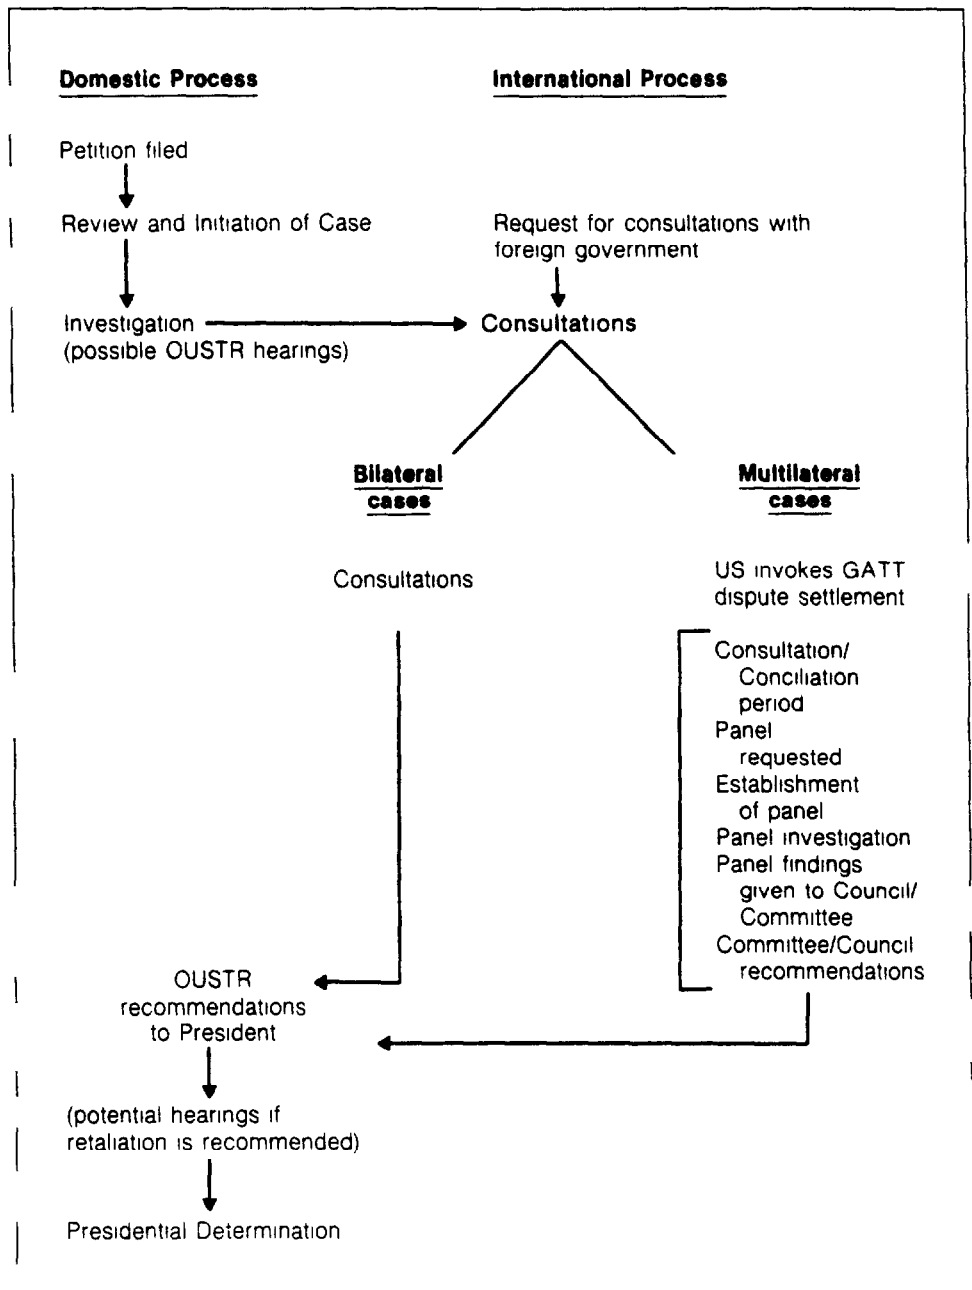 Domestic Process
International Process
Petition filed
Review and Initiation of Case
Request for consultations with
foreign government
Investigation
(possible OUSTR hearings)
Consultations
Bilateral
cases
Multilateral
cases
Consultations
US invokes GATT
dispute settlement
Consultation/
Conciliation
period
Panel
requested
Establishment
of panel
Panel investigation
Panel findings
given to Council/
Committee
Committee/Council
recommendations
OUSTR
recommendations
to President
(potential hearings if
retaliation is recommended)
Presidential Determination